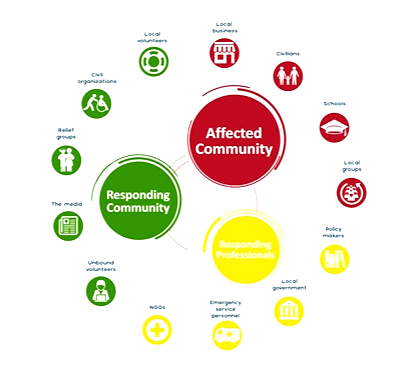 Local
business
Local
volunteers
Civilians
Civil
organizations
Schools
Affected
Community
Relief
groups
Local
groups
Responding
Community
The media
Policy
makers
Responding
Professionals
Unbound
volunteers
Local
government
NGOs
Emergency
service
personnel